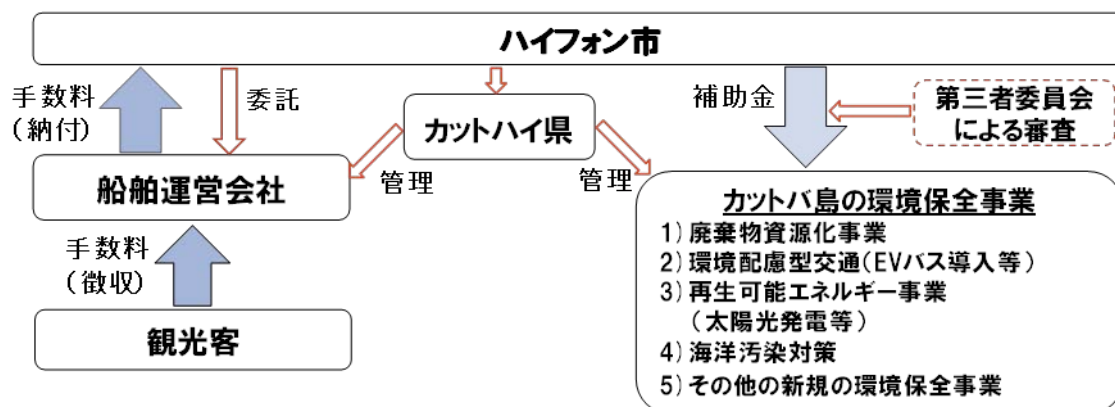 ハイフォン市
手数料
(納付)
委託
補助金
第三者委員会
による審査
カットハイ県
船舶運営会社
管理
管理
カットバ島の環境保全事業
1)廃棄物資源化事業
2)環境配慮型交通(EVバス導入等)
3)再生可能エネルギー事業
(太陽光発電等)
4)海洋汚染対策
5)その他の新規の環境保全事業
手数料
(徴収)
観光客